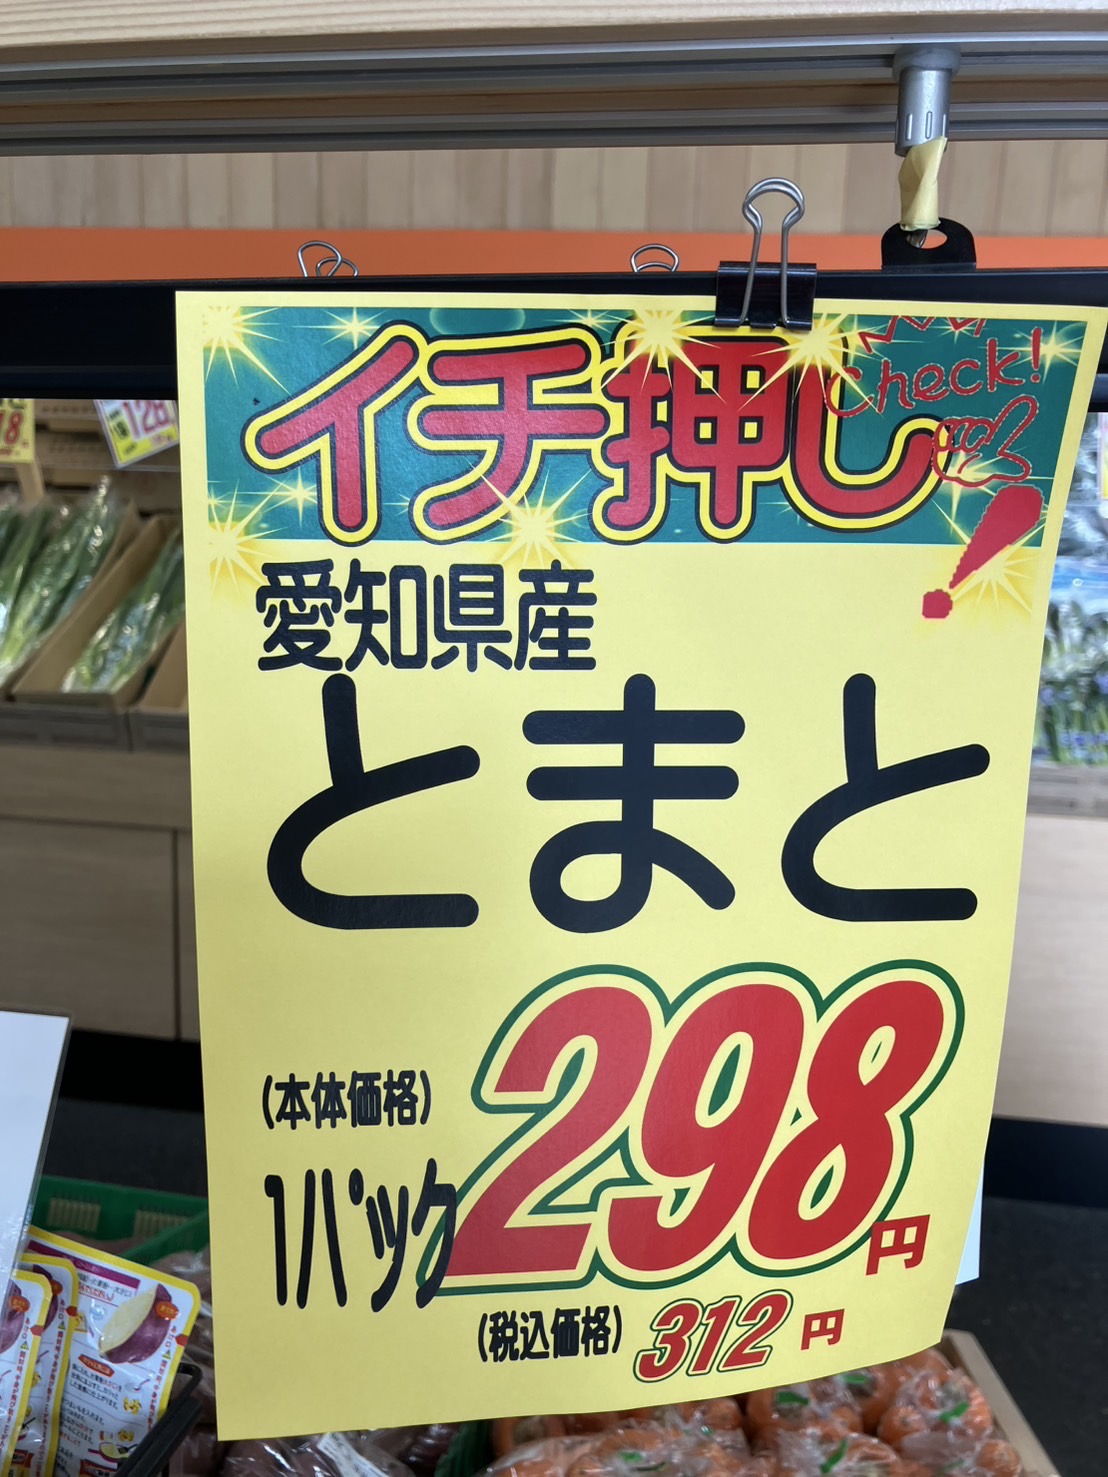 イチ押し
check!
愛知県産
とまと
(本体価格)
1パック298円
(税込価格) 312円
128